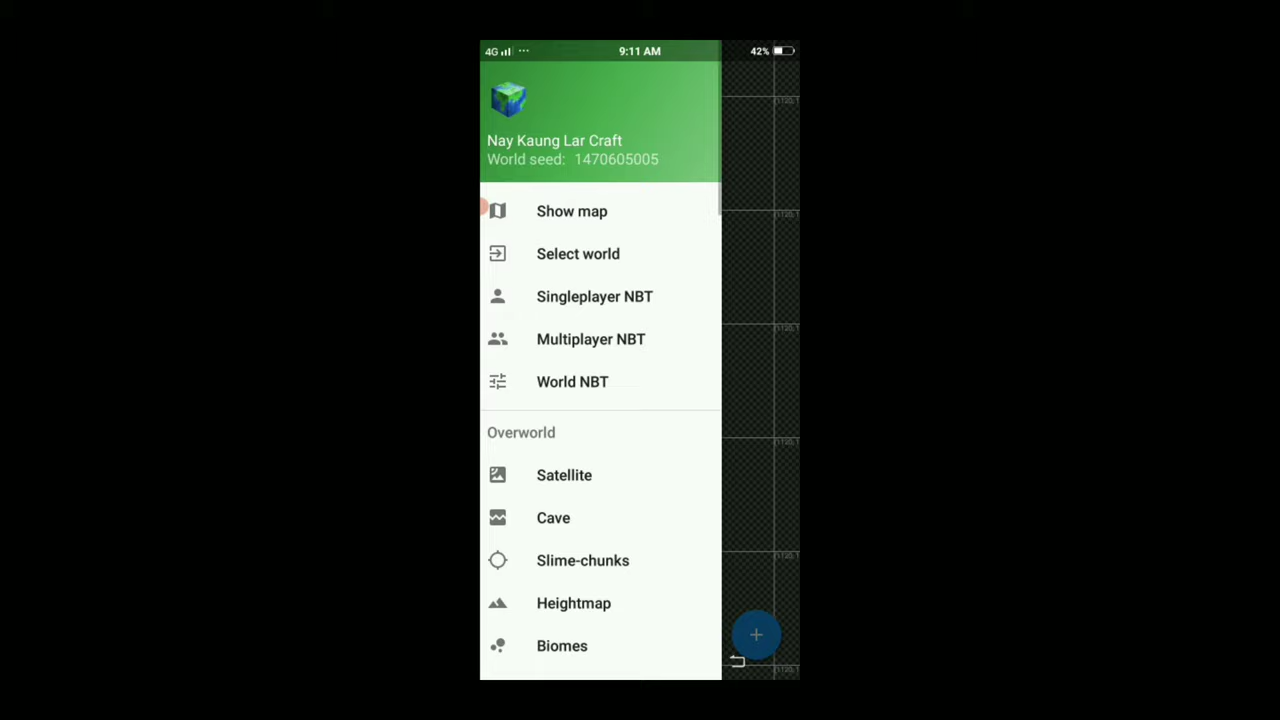 4G ... 9:11 AM 42%
Nay Kaung Lar Craft
World seed: 1470605005
Show map
Select world
Singleplayer NBT
Multiplayer NBT
World NBT
Overworld
Satellite
Cave
Slime-chunks
Heightmap
Biomes